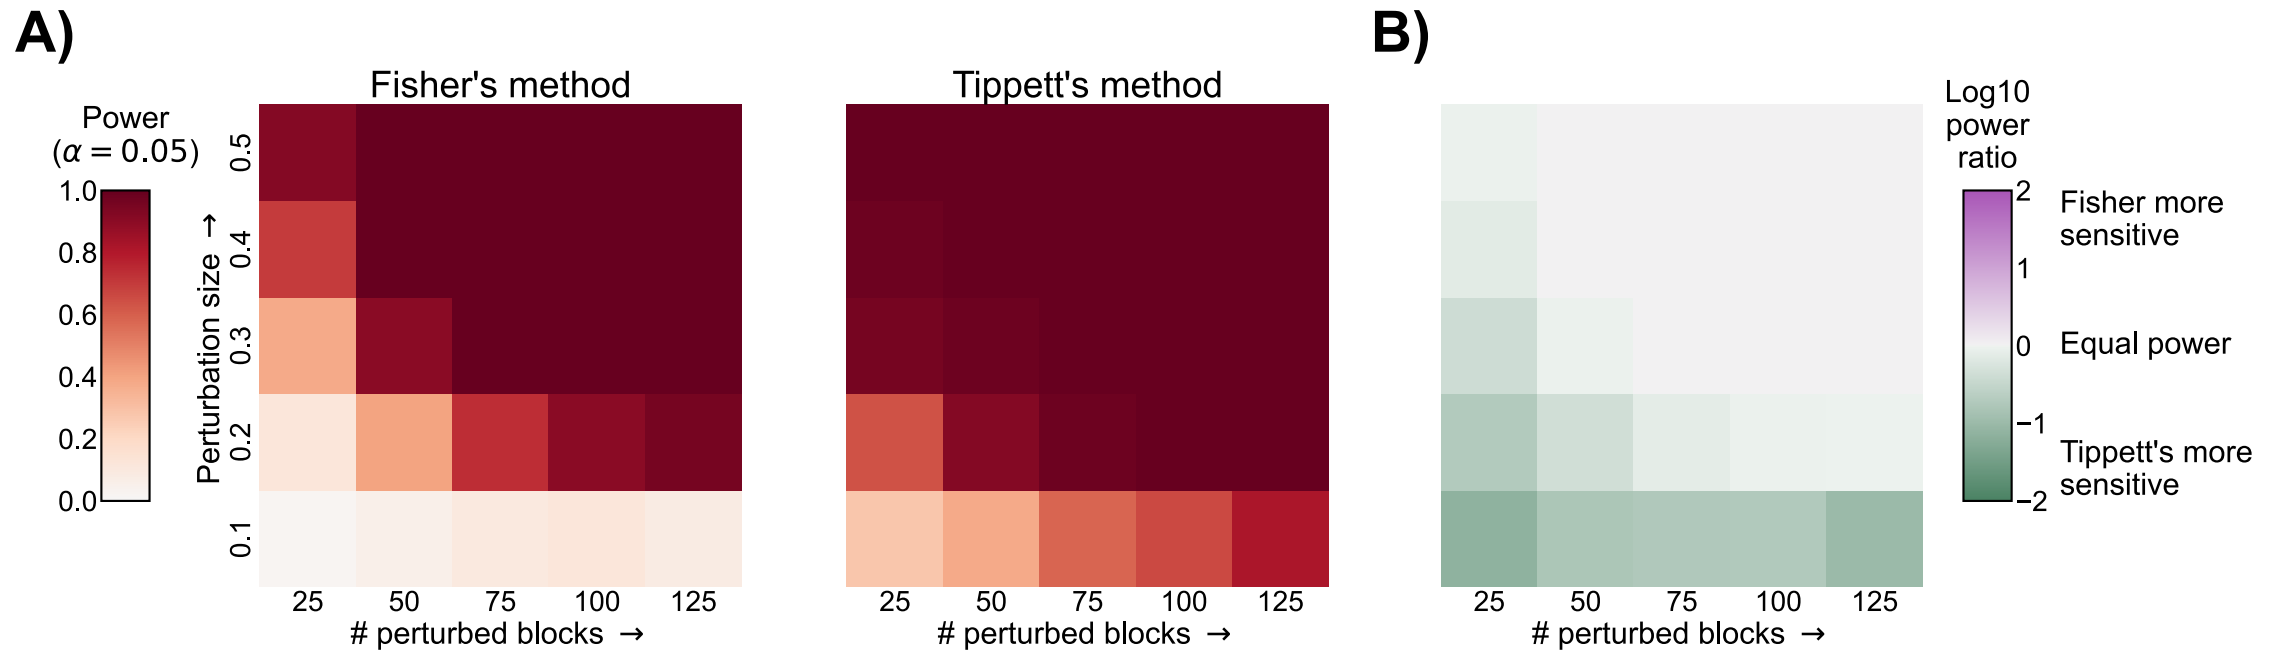 A)
Fisher's method
Tippett's method
Power
(α = 0.05)
1.0
0.8
0.6
0.4
0.2
0.0
Perturbation size →
0.5
0.4
0.3
0.2
0.1
25 50 75 100 125
# perturbed blocks →
25 50 75 100 125
# perturbed blocks →
B)
25 50 75 100 125
# perturbed blocks →
Log10
power
ratio
2
1
0
−1
−2
Fisher more
sensitive
Equal power
Tippett's more
sensitive